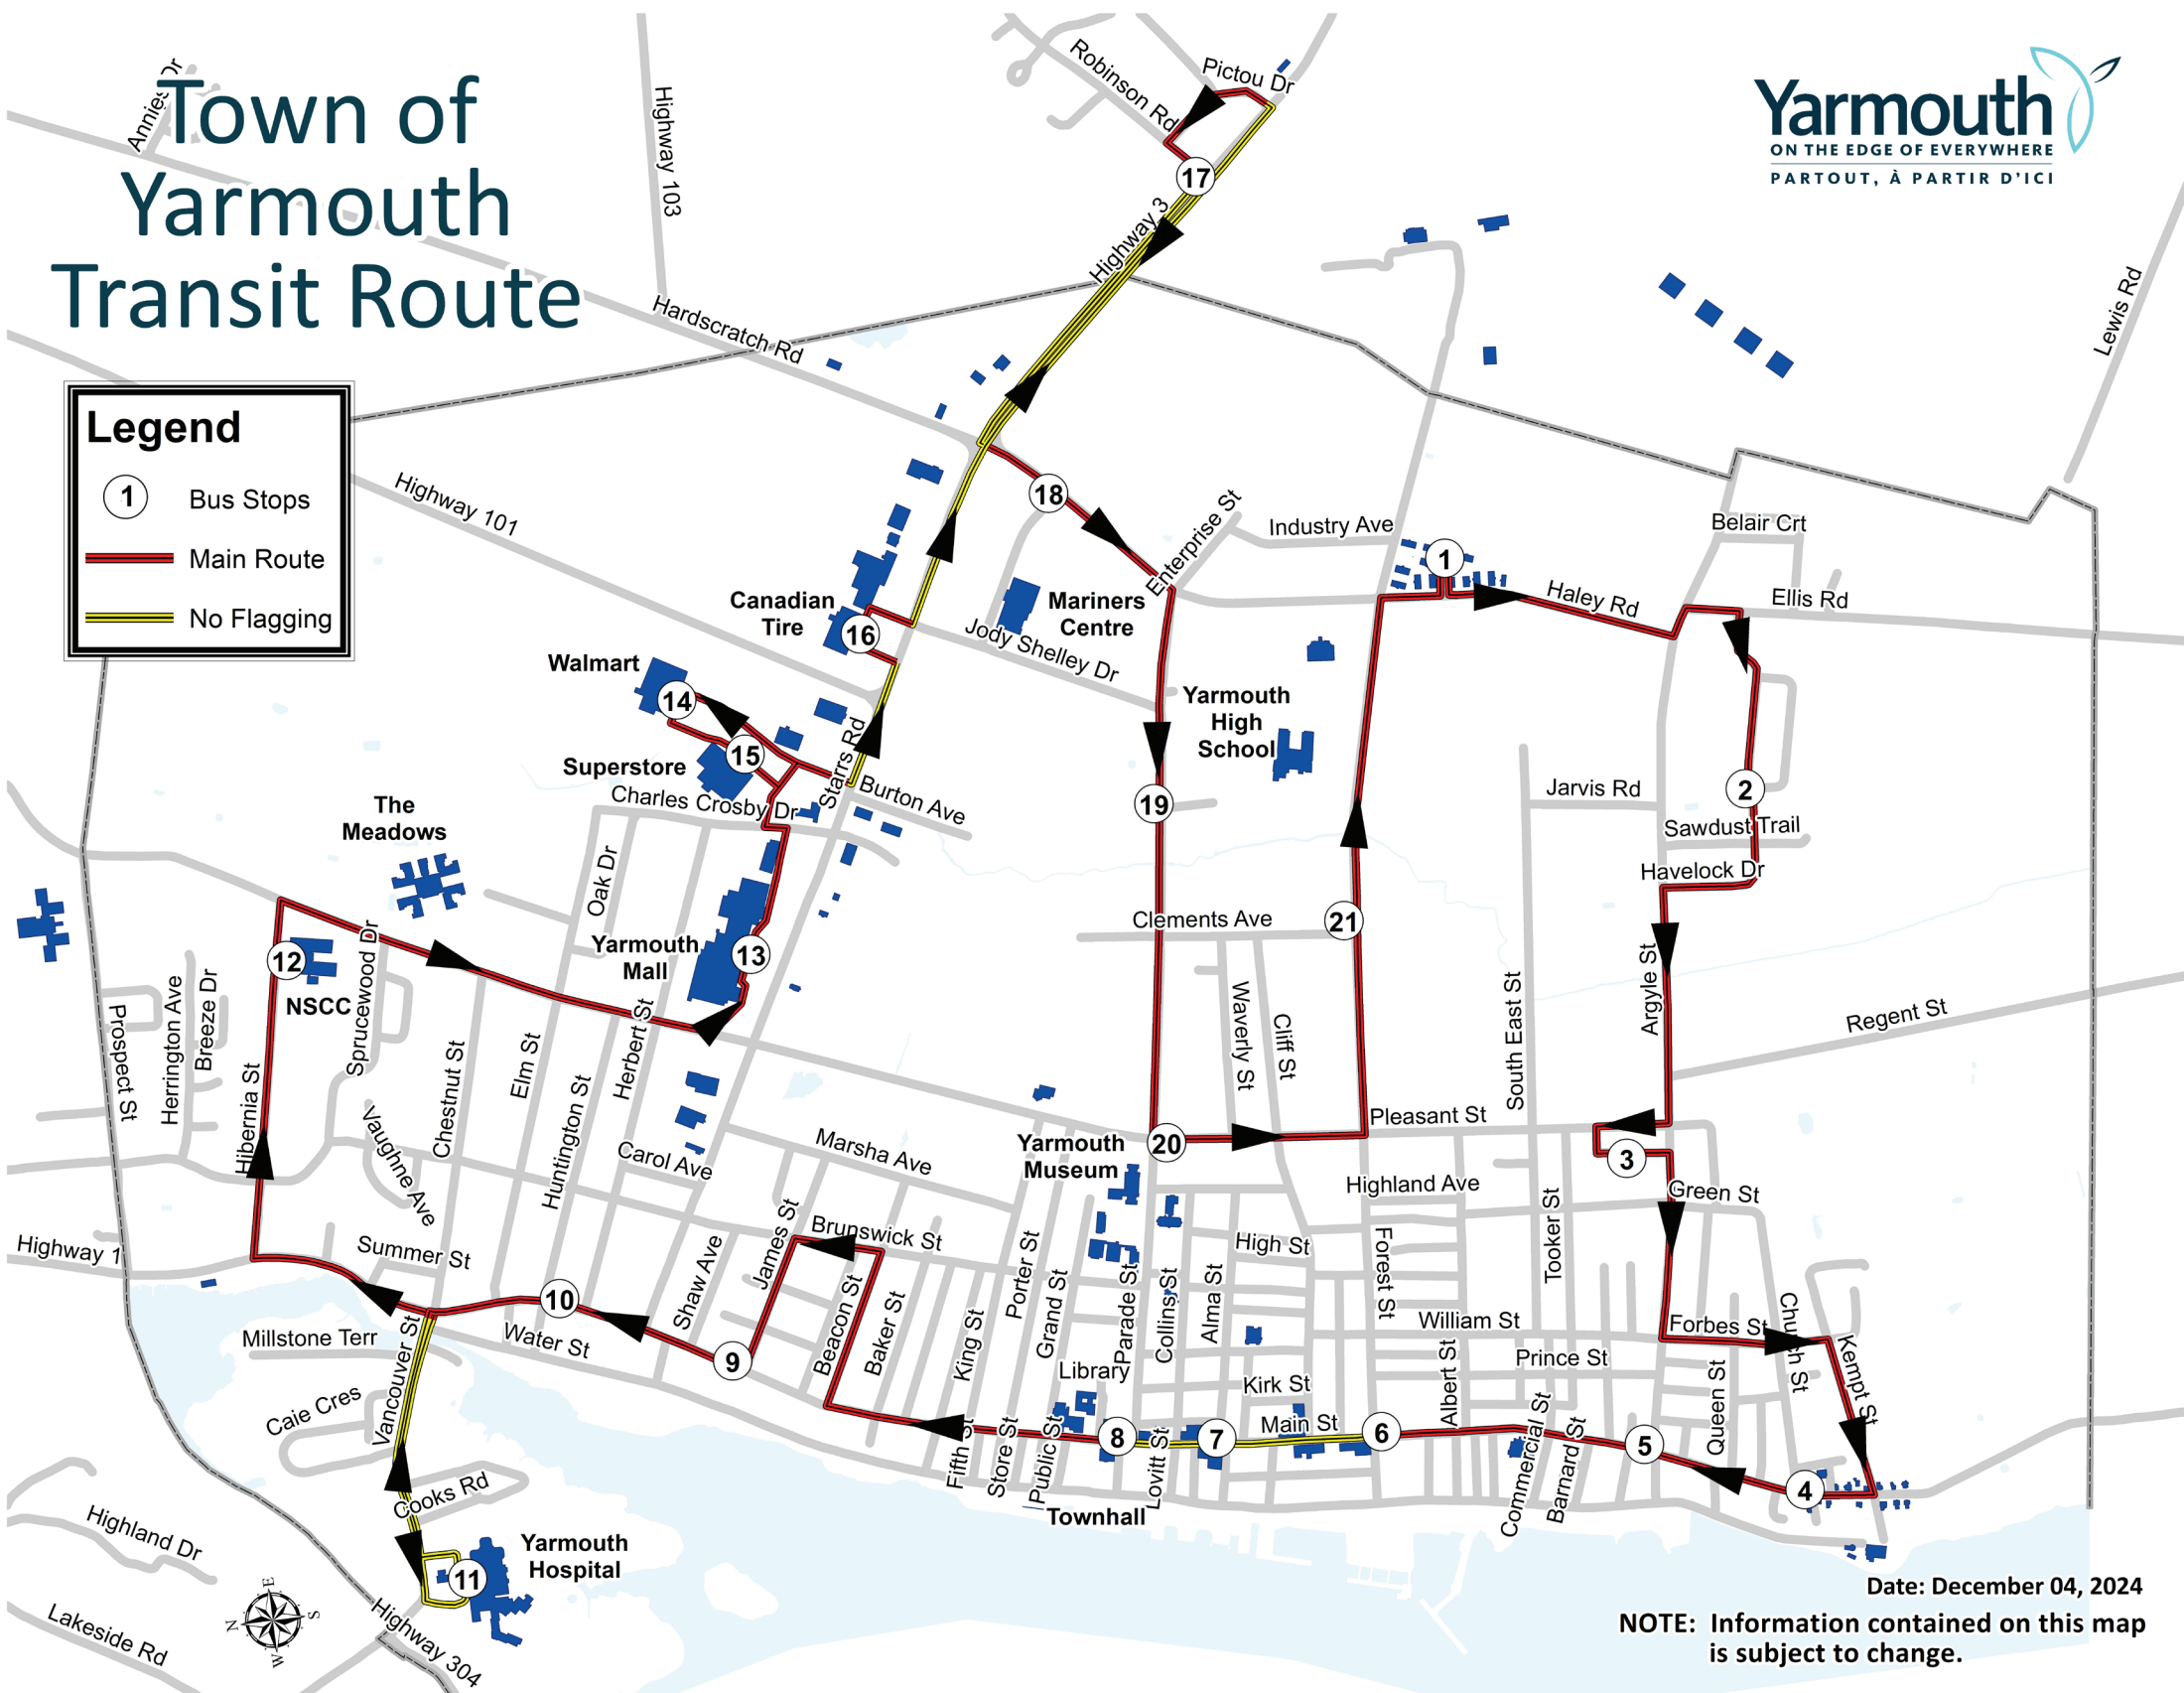 Town of
Yarmouth
Transit Route
Yarmouth
ON THE EDGE OF EVERYWHERE
PARTOUT, À PARTIR D'ICI
Legend
1 Bus Stops
Main Route
No Flagging
Annies Dr
Highway 103
Robinson Rd
Pictou Dr
17
Highway 3
Hardscratch Rd
Lewis Rd
Highway 101
18
Enterprise St
Industry Ave
1
Belair Crt
Haley Rd
Ellis Rd
Canadian
Tire
16
Mariners
Centre
Jody Shelley Dr
Walmart
14
15
Superstore
Starrs Rd
Burton Ave
Charles Crosby Dr
Yarmouth
High
School
19
Jarvis Rd
2
Sawdust Trail
Havelock Dr
The
Meadows
Oak Dr
Yarmouth
Mall
13
Clements Ave
21
12
NSCC
Sprucewood Dr
Prospect St
Herrington Ave
Breeze Dr
Hibernia St
Vaughne Ave
Chestnut St
Elm St
Huntington St
Herbert St
Waverly St
Cliff St
South East St
Argyle St
Regent St
Carol Ave
Marsha Ave
Yarmouth
Museum
20
Pleasant St
3
Highland Ave
Green St
Tooker St
Highway 1
Summer St
10
Water St
Shaw Ave
James St
Brunswick St
Beacon St
Baker St
9
King St
Porter St
Grand St
Parade St
Collins St
Alma St
High St
Forest St
William St
Forbes St
Church St
Kempt St
Prince St
Albert St
Queen St
Kirk St
Library
Main St
Millstone Terr
Vancouver St
Caie Cres
Cooks Rd
Fifth St
Store St
Public St
8
Lovitt St
7
6
Commercial St
Barnard St
5
4
Townhall
Highland Dr
Lakeside Rd
Highway 304
11
Yarmouth
Hospital
N
E
S
W
Date: December 04, 2024
NOTE: Information contained on this map
is subject to change.